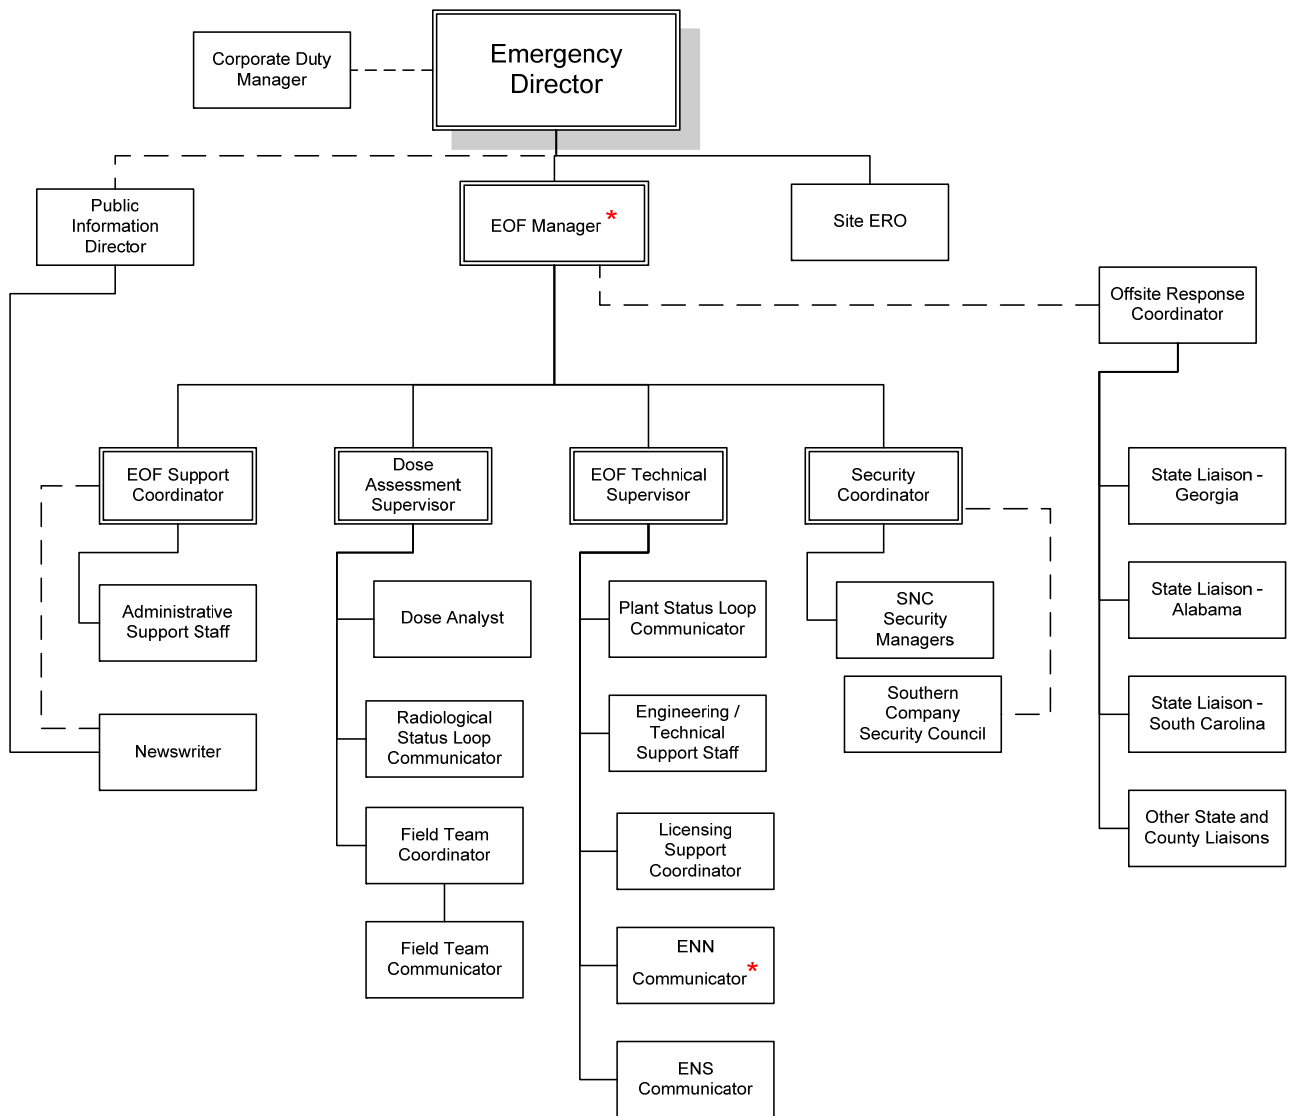 Emergency
Director
Corporate Duty
Manager
Public
Information
Director
EOF Manager *
Site ERO
Offsite Response
Coordinator
EOF Support
Coordinator
Dose
Assessment
Supervisor
EOF Technical
Supervisor
Security
Coordinator
State Liaison -
Georgia
Administrative
Support Staff
Dose Analyst
Plant Status Loop
Communicator
SNC
Security
Managers
State Liaison -
Alabama
Newswriter
Radiological
Status Loop
Communicator
Engineering /
Technical
Support Staff
Southern
Company
Security Council
State Liaison -
South Carolina
Field Team
Coordinator
Licensing
Support
Coordinator
Other State and
County Liaisons
Field Team
Communicator
ENN
Communicator*
ENS
Communicator